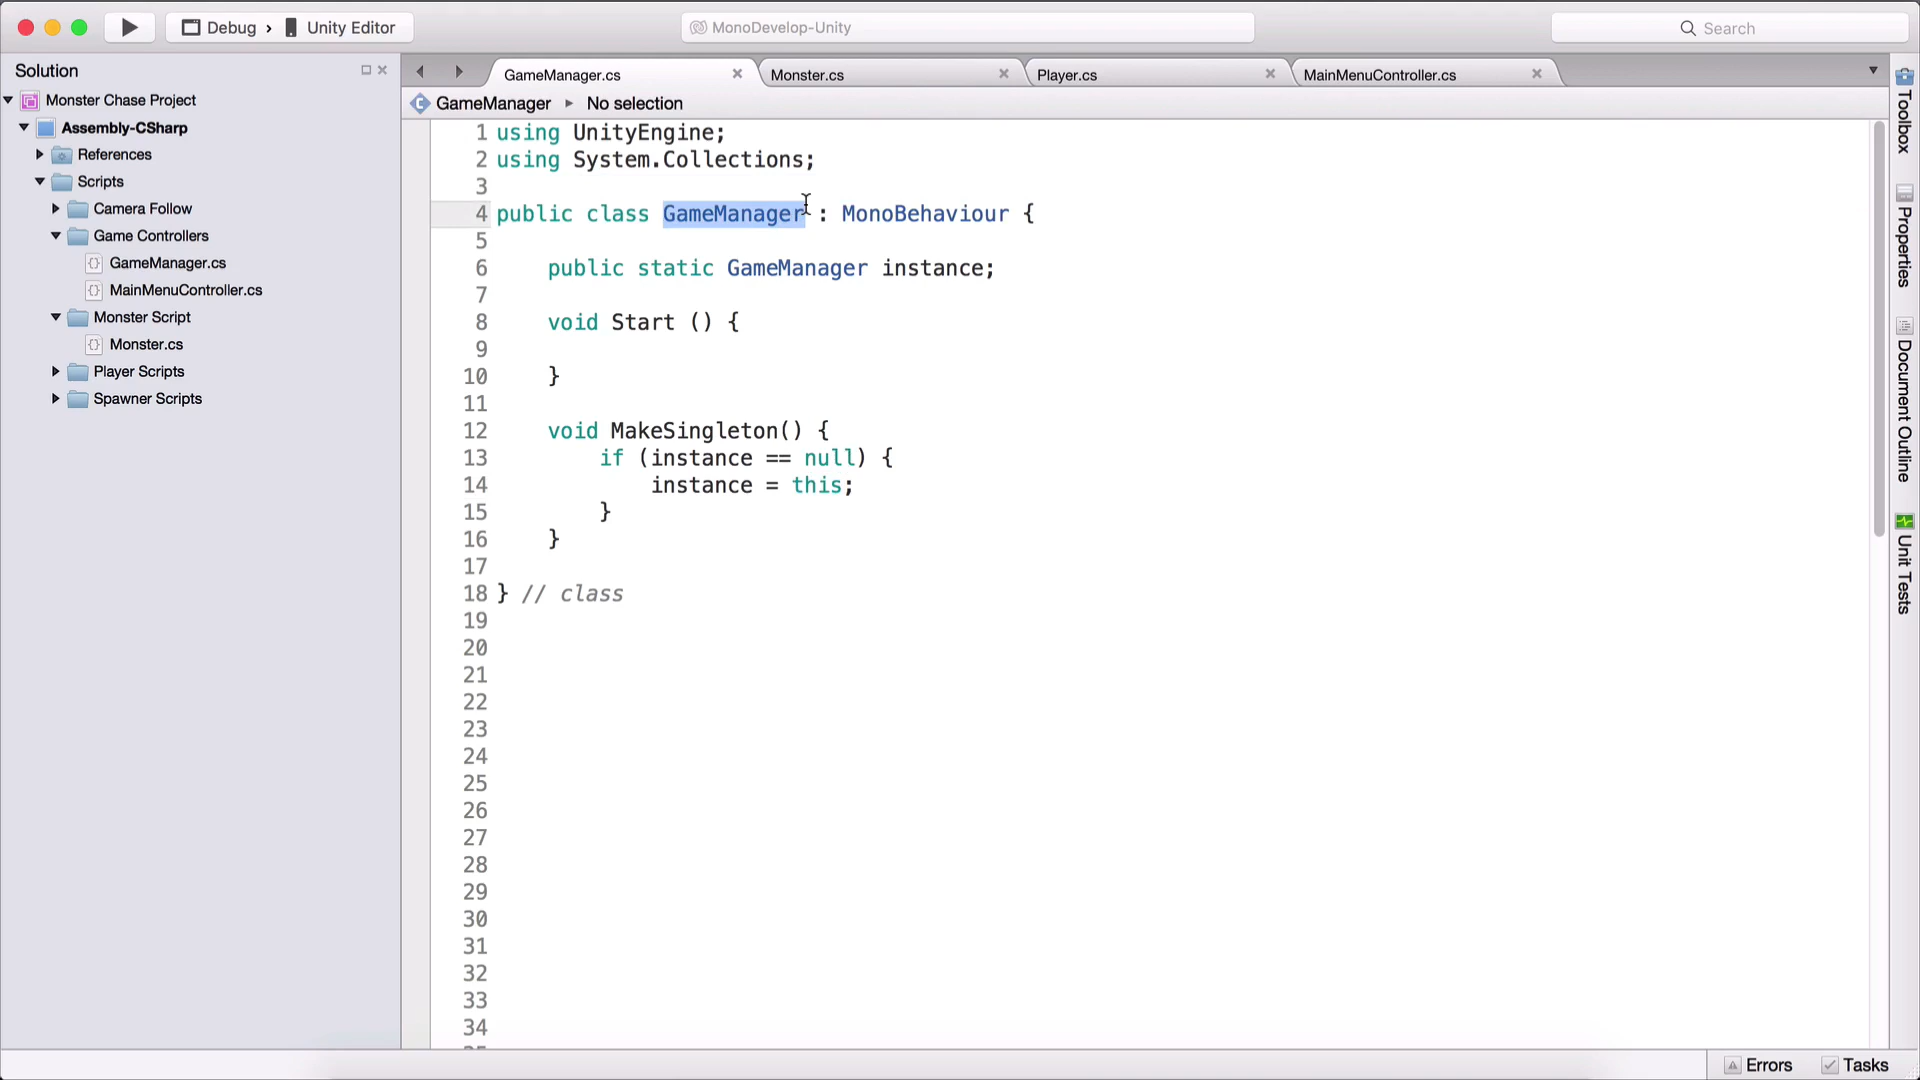 Debug › Unity Editor
MonoDevelop-Unity
Search
Solution
Monster Chase Project
Assembly-CSharp
References
Scripts
Camera Follow
Game Controllers
GameManager.cs
MainMenuController.cs
Monster Script
Monster.cs
Player Scripts
Spawner Scripts
GameManager.cs
Monster.cs
Player.cs
MainMenuController.cs
GameManager ▸ No selection
1 using UnityEngine;
2 using System.Collections;
3
4 public class GameManager : MonoBehaviour {
5
6 public static GameManager instance;
7
8 void Start () {
9
10 }
11
12 void MakeSingleton() {
13 if (instance == null) {
14 instance = this;
15 }
16 }
17
18 } // class
19
20
21
22
23
24
25
26
27
28
29
30
31
32
33
34
Toolbox
Properties
Document Outline
Unit Tests
Errors
Tasks